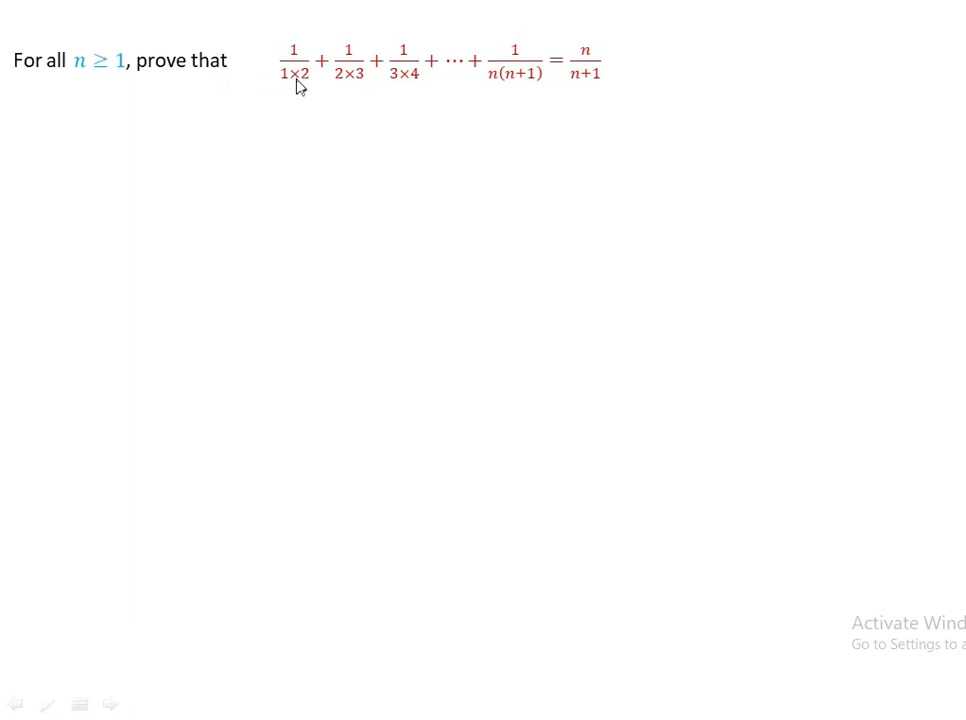 For all n ≥ 1, prove that 1/(1×2) + 1/(2×3) + 1/(3×4) + ⋯ + 1/(n(n+1)) = n/(n+1)
Activate Wind
Go to Settings to a